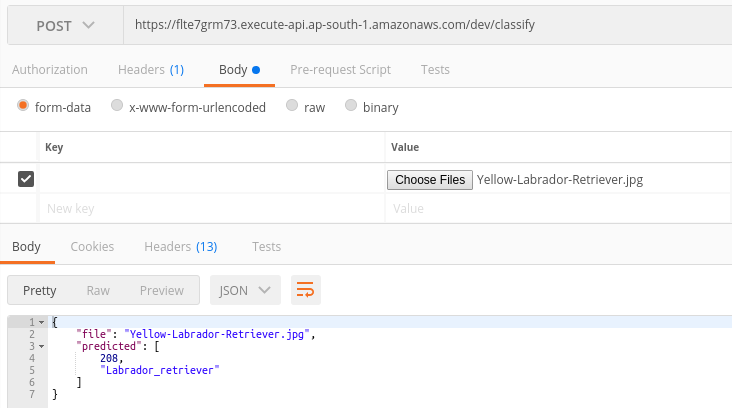 POST https://flte7grm73.execute-api.ap-south-1.amazonaws.com/dev/classify
Authorization Headers (1) Body Pre-request Script Tests
form-data x-www-form-urlencoded raw binary
Key Value
Choose Files Yellow-Labrador-Retriever.jpg
New key Value
Body Cookies Headers (13) Tests
Pretty Raw Preview JSON
1 {
2 "file": "Yellow-Labrador-Retriever.jpg",
3 "predicted": [
4 208,
5 "Labrador_retriever"
6 ]
7 }